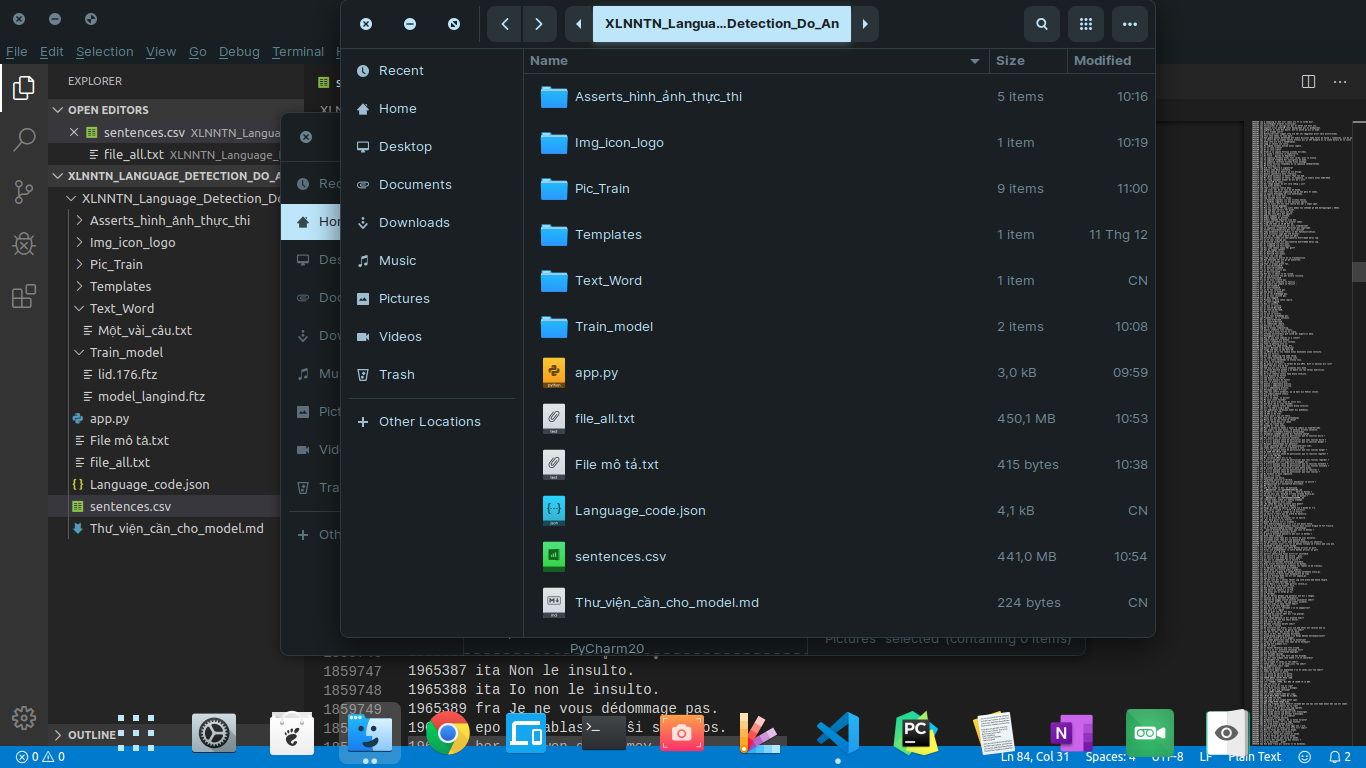 File Edit Selection View Go Debug Terminal
EXPLORER
OPEN EDITORS
sentences.csv XLNNTN_Langua
file_all.txt XLNNTN_Language_
XLNNTN_LANGUAGE_DETECTION_DO_A
XLNNTN_Language_Detection_Do
Asserts_hình_ảnh_thực_thi
Img_icon_logo
Pic_Train
Templates
Text_Word
Một_vài_câu.txt
Train_model
lid.176.ftz
model_langind.ftz
app.py
File mô tả.txt
file_all.txt
Language_code.json
sentences.csv
Thư_viện_cần_cho_model.md
OUTLINE
XLNNTN_Langua...Detection_Do_An
Recent
Home
Desktop
Documents
Downloads
Music
Pictures
Videos
Trash
Other Locations
Name Size Modified
Asserts_hình_ảnh_thực_thi 5 items 10:16
Img_icon_logo 1 item 10:19
Pic_Train 9 items 11:00
Templates 1 item 11 Thg 12
Text_Word 1 item CN
Train_model 2 items 10:08
app.py 3,0 kB 09:59
file_all.txt 450,1 MB 10:53
File mô tả.txt 415 bytes 10:38
Language_code.json 4,1 kB CN
sentences.csv 441,0 MB 10:54
Thư_viện_cần_cho_model.md 224 bytes CN
"Pictures" selected (containing 0 items)
PyCharm20
1859747 1965387 ita Non le insulto.
1859748 1965388 ita Io non le insulto.
1859749 1965389 fra Je ne vous dédommage pas.
0 0
Ln 84, Col 31 Spaces: 4 UTF-8 LF Plain Text 2